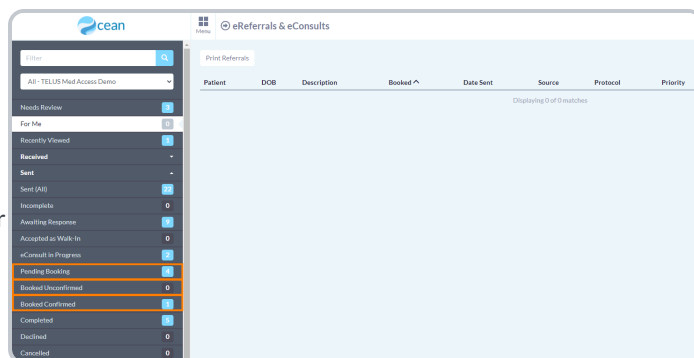 cean
Menu
eReferrals & eConsults
Filter
All - TELUS Med Access Demo
Needs Review 3
For Me 0
Recently Viewed 1
Received
Sent
Sent (All) 22
Incomplete 0
Awaiting Response 9
Accepted as Walk-In 0
eConsult in Progress 2
Pending Booking 4
Booked Unconfirmed 0
Booked Confirmed 1
Completed 5
Declined 0
Cancelled 0
Print Referrals
Patient DOB Description Booked Date Sent Source Protocol Priority
Displaying 0 of 0 matches